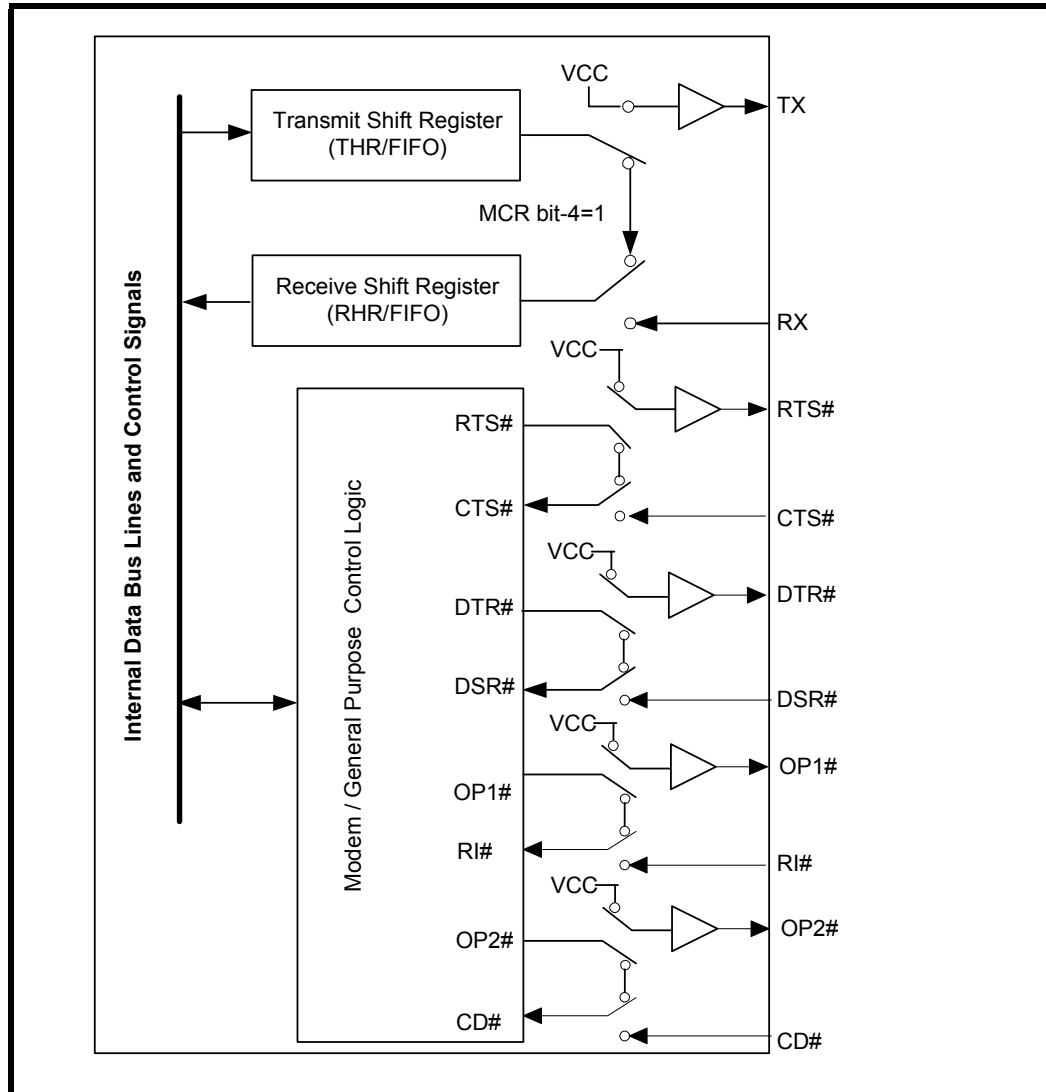 VCC
TX
Transmit Shift Register
(THR/FIFO)
MCR bit-4=1
Receive Shift Register
(RHR/FIFO)
RX
Internal Data Bus Lines and Control Signals
VCC
RTS#
RTS#
CTS#
CTS#
Modem / General Purpose Control Logic
VCC
DTR#
DTR#
DSR#
DSR#
VCC
OP1#
OP1#
RI#
RI#
VCC
OP2#
OP2#
CD#
CD#